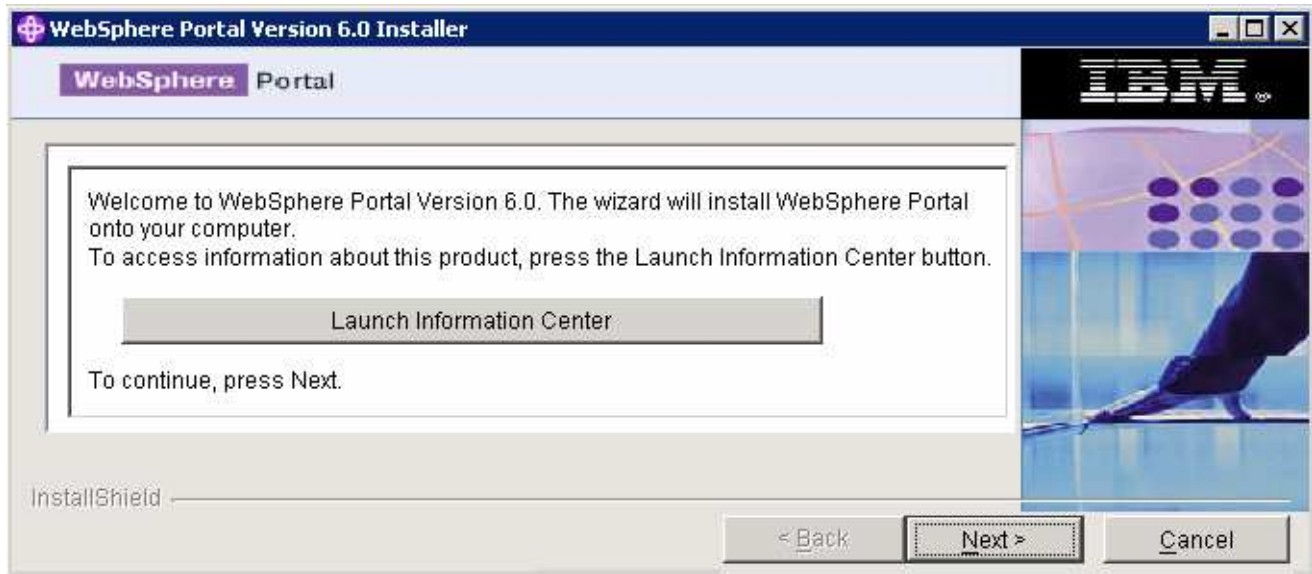 WebSphere Portal Version 6.0 Installer
WebSphere Portal
IBM®
Welcome to WebSphere Portal Version 6.0. The wizard will install WebSphere Portal
onto your computer.
To access information about this product, press the Launch Information Center button.
Launch Information Center
To continue, press Next.
InstallShield
< Back
Next >
Cancel